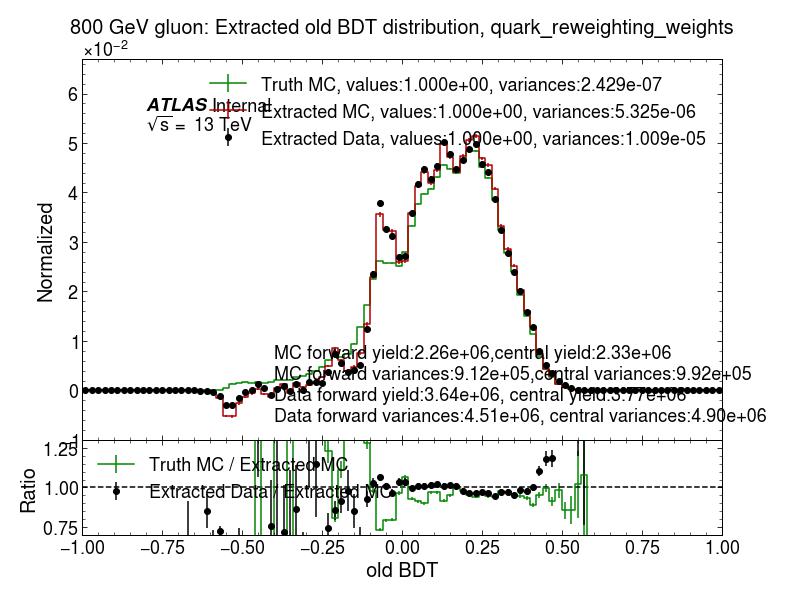 800 GeV gluon: Extracted old BDT distribution, quark_reweighting_weights
×10⁻²
Truth MC, values:1.000e+00, variances:2.429e-07
ATLAS Internal
Extracted MC, values:1.000e+00, variances:5.325e-06
√s = 13 TeV
Extracted Data, values:1.000e+00, variances:1.009e-05
Normalized
6
5
4
3
2
1
0
MC forward yield:2.26e+06,central yield:2.33e+06
MC forward variances:9.12e+05,central variances:9.92e+05
Data forward yield:3.64e+06, central yield:3.77e+06
Data forward variances:4.51e+06, central variances:4.90e+06
1
Ratio
1.25
1.00
0.75
Truth MC / Extracted MC
Extracted Data / Extracted MC
−1.00 −0.75 −0.50 −0.25 0.00 0.25 0.50 0.75 1.00
old BDT